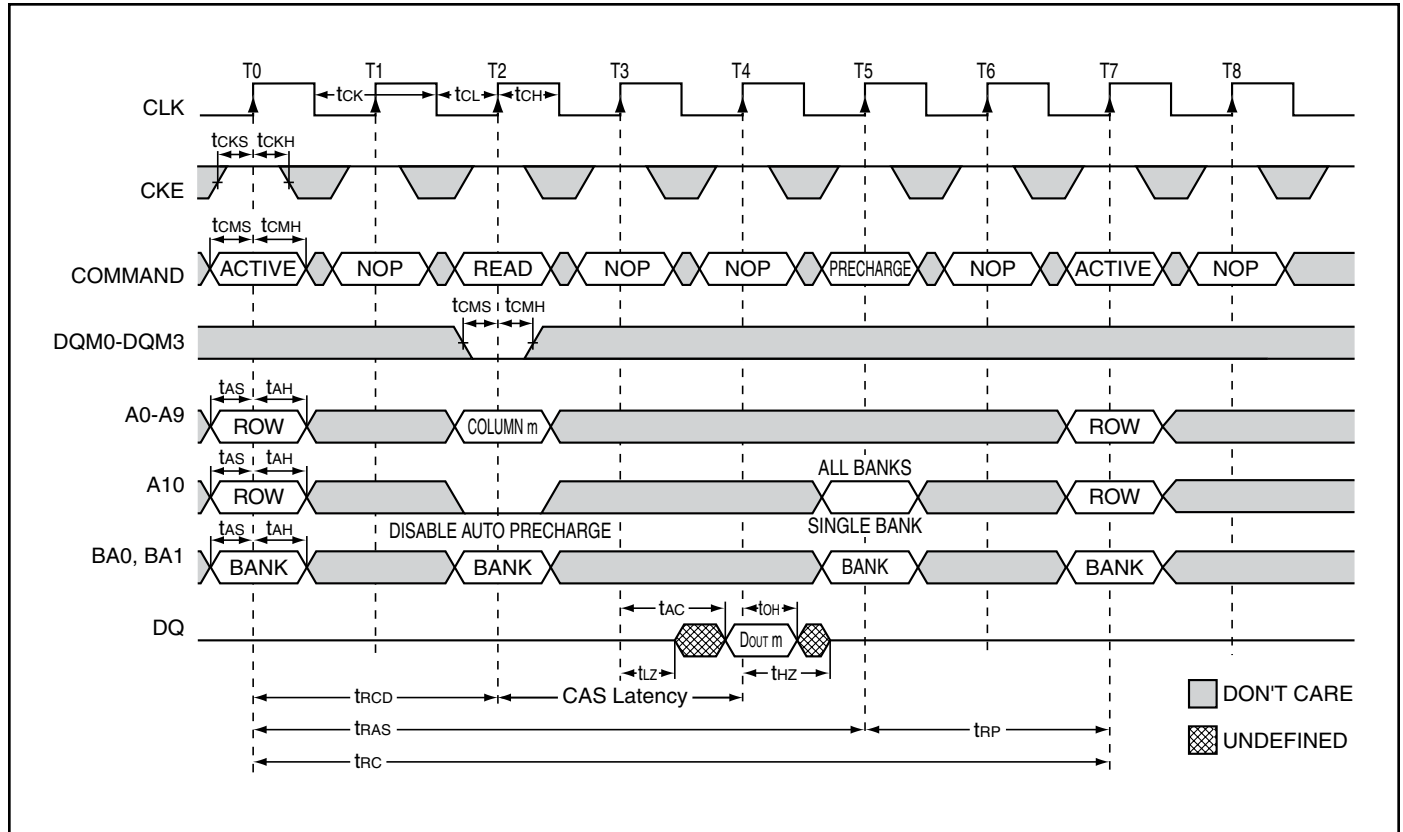 T0 T1 T2 T3 T4 T5 T6 T7 T8
CLK tCK tCL tCH
tCKS tCKH
CKE
tCMS tCMH
COMMAND ACTIVE NOP READ NOP NOP PRECHARGE NOP ACTIVE NOP
tCMS tCMH
DQM0-DQM3
tAS tAH
A0-A9 ROW COLUMN m ROW
tAS tAH ALL BANKS
A10 ROW ROW
tAS tAH DISABLE AUTO PRECHARGE SINGLE BANK
BA0, BA1 BANK BANK BANK BANK
tAC tOH
DQ DOUT m
tLZ tHZ
tRCD CAS Latency DON'T CARE
tRAS tRP
UNDEFINED
tRC